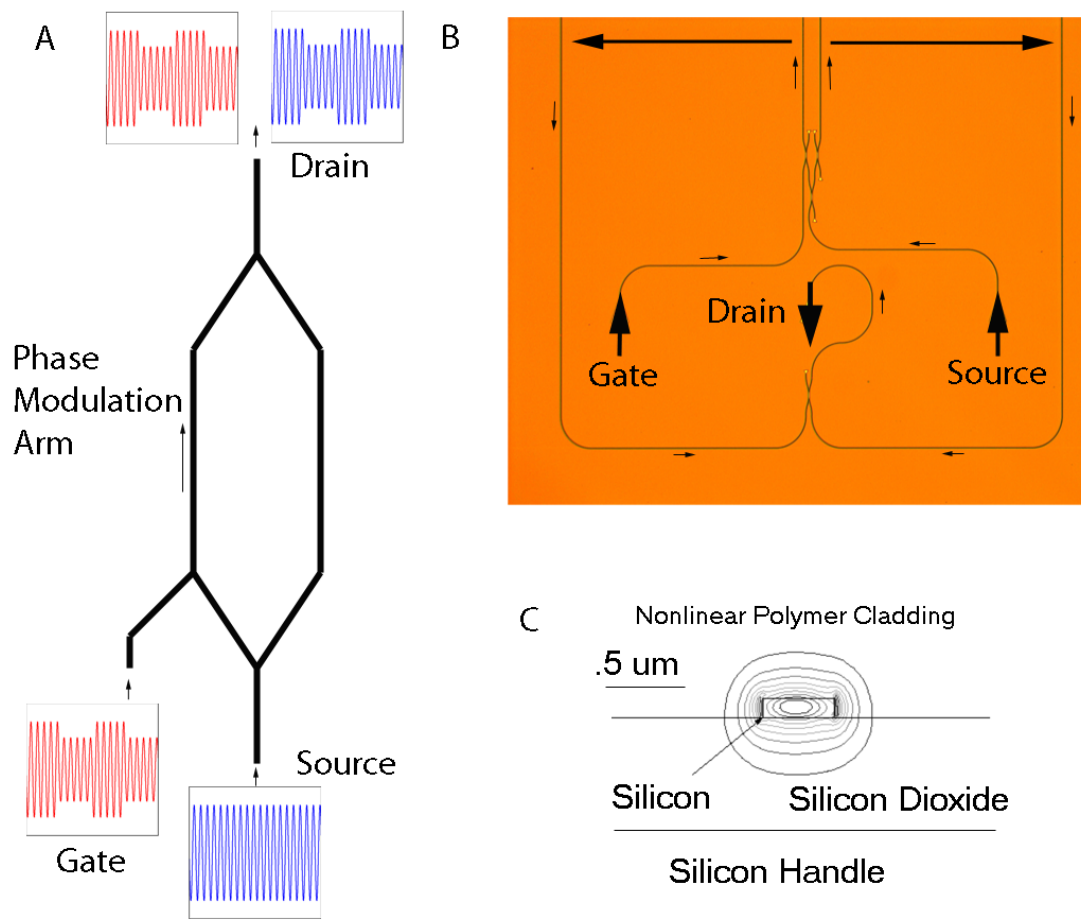 A
Drain
Phase
Modulation
Arm
Source
Gate
B
Drain
Gate
Source
C
Nonlinear Polymer Cladding
.5 um
Silicon
Silicon Dioxide
Silicon Handle